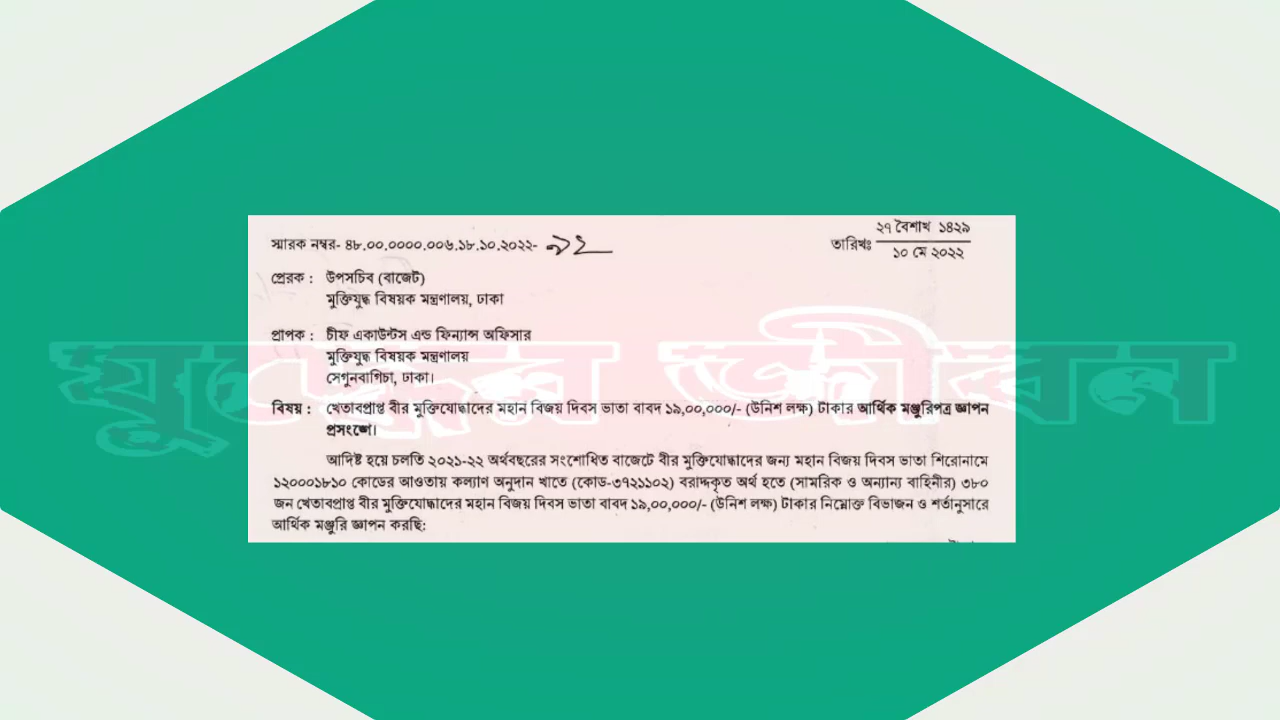 ২৭ বৈশাখ ১৪২৯
স্মারক নম্বর- ৪৮.০০.০০০০.০০৬.১৮.১০.২০২২- ৯২
তারিখঃ
১০ মে ২০২২
প্রেরক : উপসচিব (বাজেট)
মুক্তিযুদ্ধ বিষয়ক মন্ত্রণালয়, ঢাকা
প্রাপক : চীফ একাউন্টস এন্ড ফিন্যান্স অফিসার
মুক্তিযুদ্ধ বিষয়ক মন্ত্রণালয়
সেগুনবাগিচা, ঢাকা।
যুদ্ধের জীবন
বিষয় : খেতাবপ্রাপ্ত বীর মুক্তিযোদ্ধাদের মহান বিজয় দিবস ভাতা বাবদ ১৯,০০,০০০/- (উনিশ লক্ষ) টাকার আর্থিক মঞ্জুরিপত্র জ্ঞাপন
প্রসংঙ্গে।
আদিষ্ট হয়ে চলতি ২০২১-২২ অর্থবছরের সংশোধিত বাজেটে বীর মুক্তিযোদ্ধাদের জন্য মহান বিজয় দিবস ভাতা শিরোনামে
১২০০০১৮১০ কোডের আওতায় কল্যাণ অনুদান খাতে (কোড-৩৭২১১০২) বরাদ্দকৃত অর্থ হতে (সামরিক ও অন্যান্য বাহিনীর) ৩৮০
জন খেতাবপ্রাপ্ত বীর মুক্তিযোদ্ধাদের মহান বিজয় দিবস ভাতা বাবদ ১৯,০০,০০০/- (উনিশ লক্ষ) টাকার নিম্নোক্ত বিভাজন ও শর্তানুসারে
আর্থিক মঞ্জুরি জ্ঞাপন করছি: